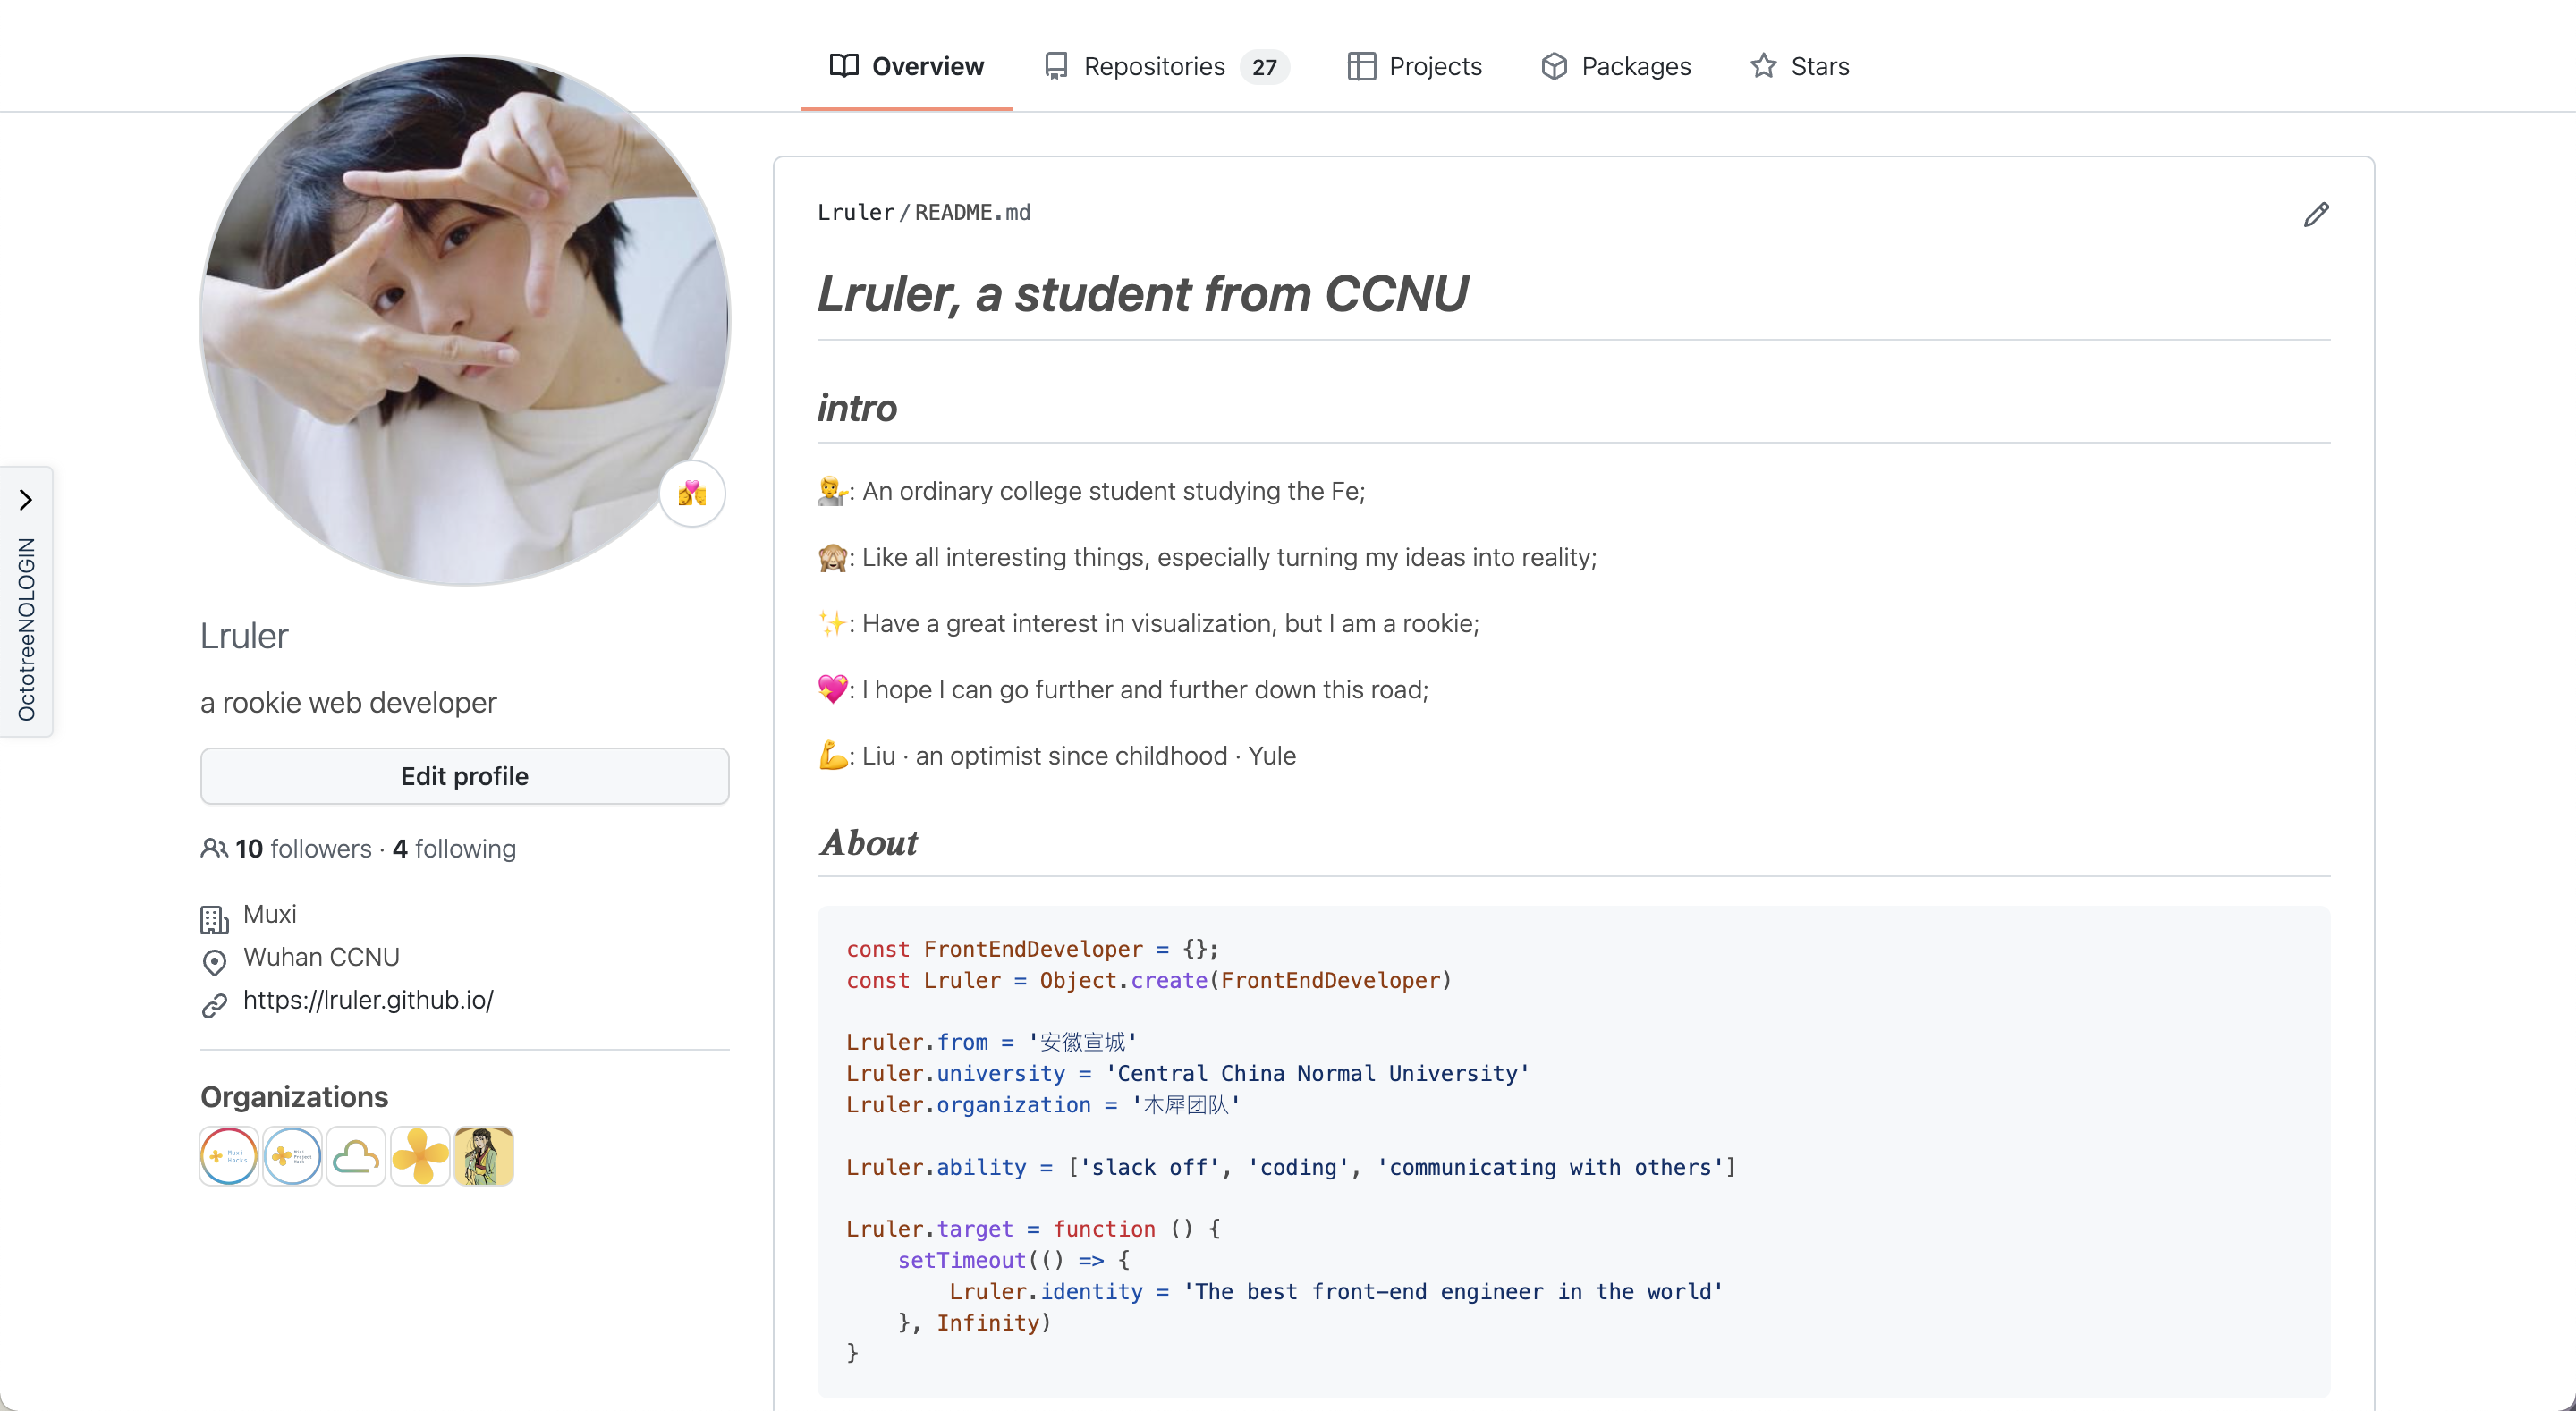 Overview Repositories 27 Projects Packages Stars
OctotreeNOLOGIN
Lruler
a rookie web developer
Edit profile
10 followers · 4 following
Muxi
Wuhan CCNU
https://lruler.github.io/
Organizations
Muxi
Hacks
Lruler/README.md
Lruler, a student from CCNU
intro
💁: An ordinary college student studying the Fe;
🙈: Like all interesting things, especially turning my ideas into reality;
✨: Have a great interest in visualization, but I am a rookie;
💖: I hope I can go further and further down this road;
💪: Liu · an optimist since childhood · Yule
About
const FrontEndDeveloper = {};
const Lruler = Object.create(FrontEndDeveloper)
Lruler.from = '安徽宣城'
Lruler.university = 'Central China Normal University'
Lruler.organization = '木犀团队'
Lruler.ability = ['slack off', 'coding', 'communicating with others']
Lruler.target = function () {
    setTimeout(() => {
        Lruler.identity = 'The best front-end engineer in the world'
    }, Infinity)
}